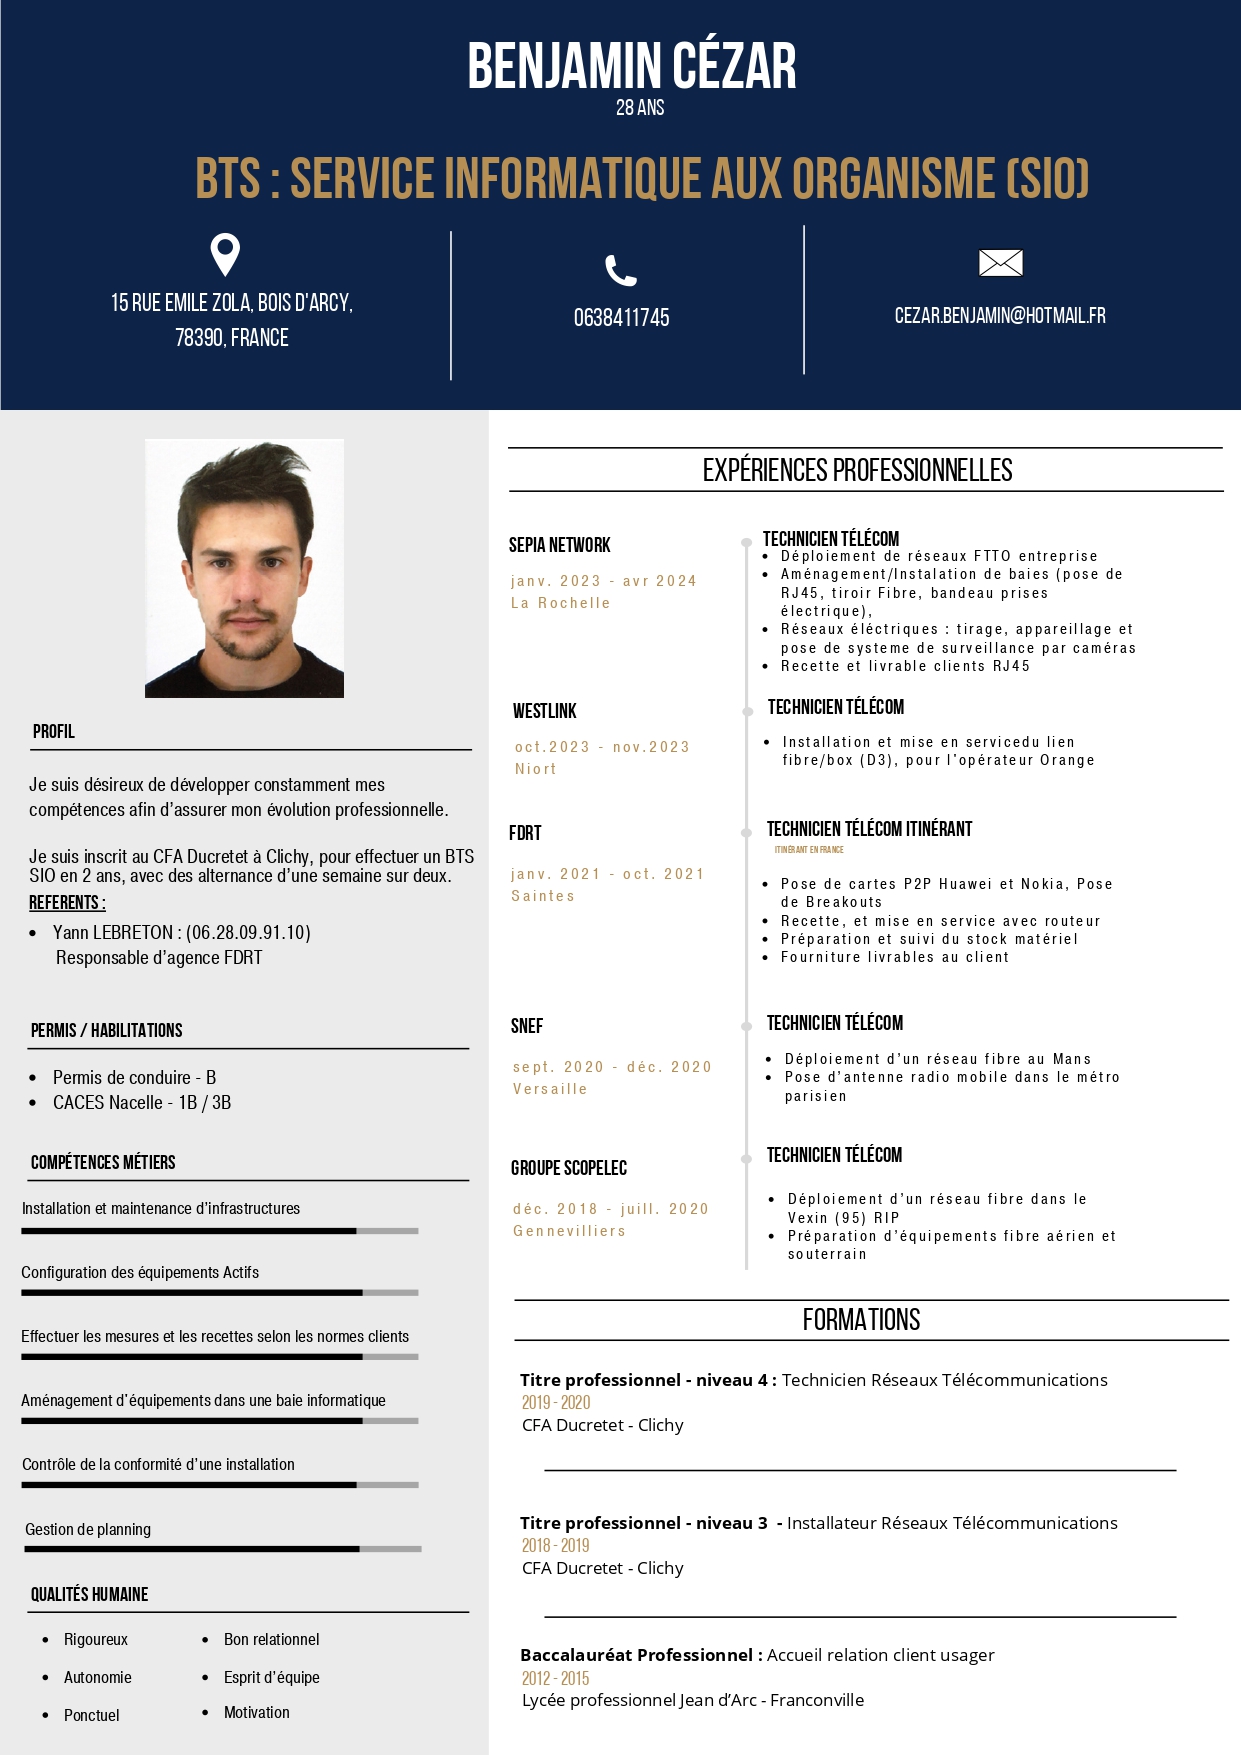 BENJAMIN CÉZAR
28 ANS
BTS : SERVICE INFORMATIQUE AUX ORGANISME (SIO)
15 RUE EMILE ZOLA, BOIS D'ARCY,
78390, FRANCE
0638411745
CEZAR.BENJAMIN@HOTMAIL.FR
PROFIL
Je suis désireux de développer constamment mes
compétences afin d'assurer mon évolution professionnelle.
Je suis inscrit au CFA Ducretet à Clichy, pour effectuer un BTS
SIO en 2 ans, avec des alternance d'une semaine sur deux.
REFERENTS :
• Yann LEBRETON : (06.28.09.91.10)
Responsable d'agence FDRT
PERMIS / HABILITATIONS
• Permis de conduire - B
• CACES Nacelle - 1B / 3B
COMPÉTENCES MÉTIERS
Installation et maintenance d'infrastructures
Configuration des équipements Actifs
Effectuer les mesures et les recettes selon les normes clients
Aménagement d'équipements dans une baie informatique
Contrôle de la conformité d'une installation
Gestion de planning
QUALITÉS HUMAINE
• Rigoureux
• Autonomie
• Ponctuel
• Bon relationnel
• Esprit d'équipe
• Motivation
EXPÉRIENCES PROFESSIONNELLES
SEPIA NETWORK
janv. 2023 - avr 2024
La Rochelle
TECHNICIEN TÉLÉCOM
• Déploiement de réseaux FTTO entreprise
• Aménagement/Instalation de baies (pose de
RJ45, tiroir Fibre, bandeau prises
électrique),
• Réseaux éléctriques : tirage, appareillage et
pose de systeme de surveillance par caméras
• Recette et livrable clients RJ45
WESTLINK
oct.2023 - nov.2023
Niort
TECHNICIEN TÉLÉCOM
• Installation et mise en servicedu lien
fibre/box (D3), pour l'opérateur Orange
FDRT
janv. 2021 - oct. 2021
Saintes
TECHNICIEN TÉLÉCOM ITINÉRANT
ITINÉRANT EN FRANCE
• Pose de cartes P2P Huawei et Nokia, Pose
de Breakouts
• Recette, et mise en service avec routeur
• Préparation et suivi du stock matériel
• Fourniture livrables au client
SNEF
sept. 2020 - déc. 2020
Versaille
TECHNICIEN TÉLÉCOM
• Déploiement d'un réseau fibre au Mans
• Pose d'antenne radio mobile dans le métro
parisien
GROUPE SCOPELEC
déc. 2018 - juill. 2020
Gennevilliers
TECHNICIEN TÉLÉCOM
• Déploiement d'un réseau fibre dans le
Vexin (95) RIP
• Préparation d'équipements fibre aérien et
souterrain
FORMATIONS
Titre professionnel - niveau 4 : Technicien Réseaux Télécommunications
2019 - 2020
CFA Ducretet - Clichy
Titre professionnel - niveau 3 - Installateur Réseaux Télécommunications
2018 - 2019
CFA Ducretet - Clichy
Baccalauréat Professionnel : Accueil relation client usager
2012 - 2015
Lycée professionnel Jean d'Arc - Franconville